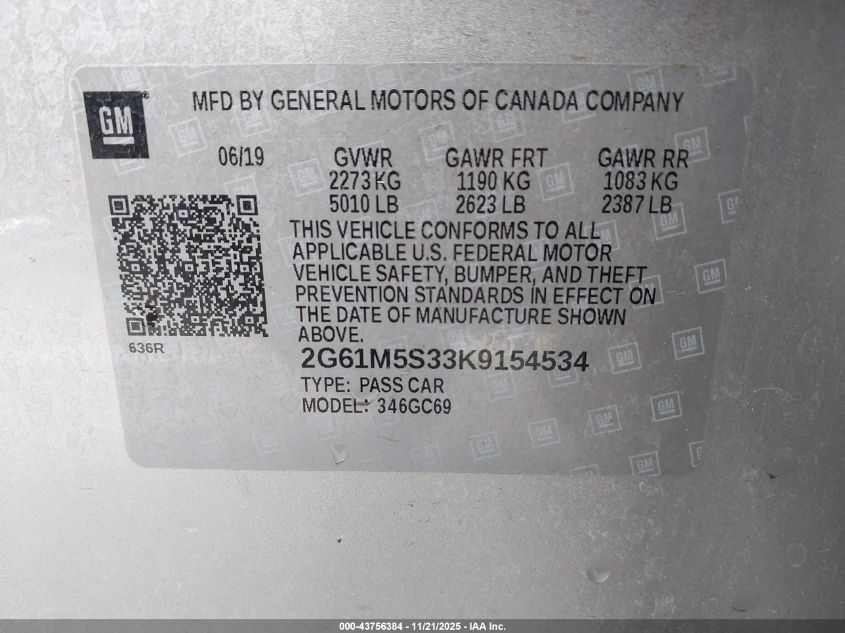 GM
MFD BY GENERAL MOTORS OF CANADA COMPANY
06/19 GVWR GAWR FRT GAWR RR
2273 KG 1190 KG 1083 KG
5010 LB 2623 LB 2387 LB
THIS VEHICLE CONFORMS TO ALL
APPLICABLE U.S. FEDERAL MOTOR
VEHICLE SAFETY, BUMPER, AND THEFT
PREVENTION STANDARDS IN EFFECT ON
THE DATE OF MANUFACTURE SHOWN
ABOVE.
636R
2G61M5S33K9154534
TYPE: PASS CAR
MODEL: 346GC69
000-43756384 - 11/21/2025 - IAA Inc.